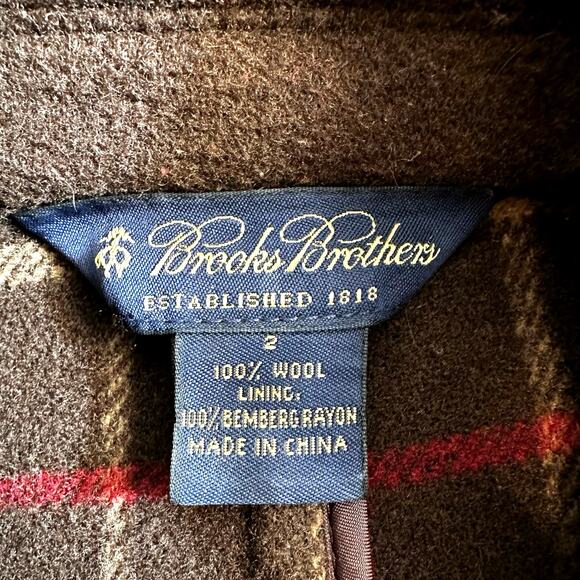 Brooks Brothers
ESTABLISHED 1818
2
100% WOOL
LINING.
100% BEMBERG RAYON
MADE IN CHINA